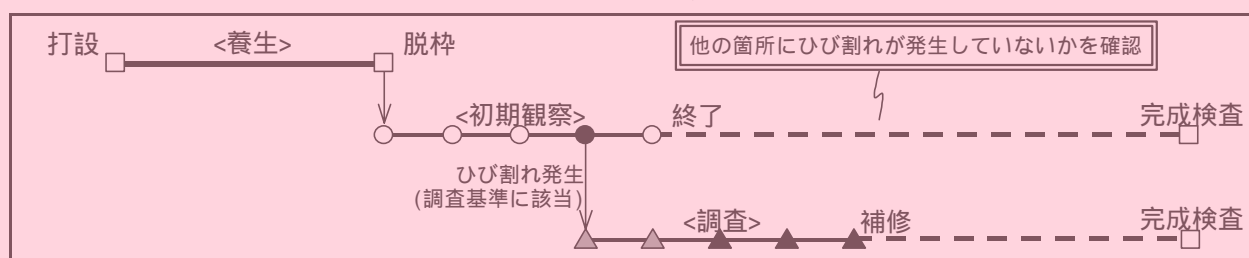 打設
<養生>
脱枠
他の箇所にひび割れが発生していないかを確認
<初期観察>
終了
完成検査
ひび割れ発生
(調査基準に該当)
<調査>
補修
完成検査